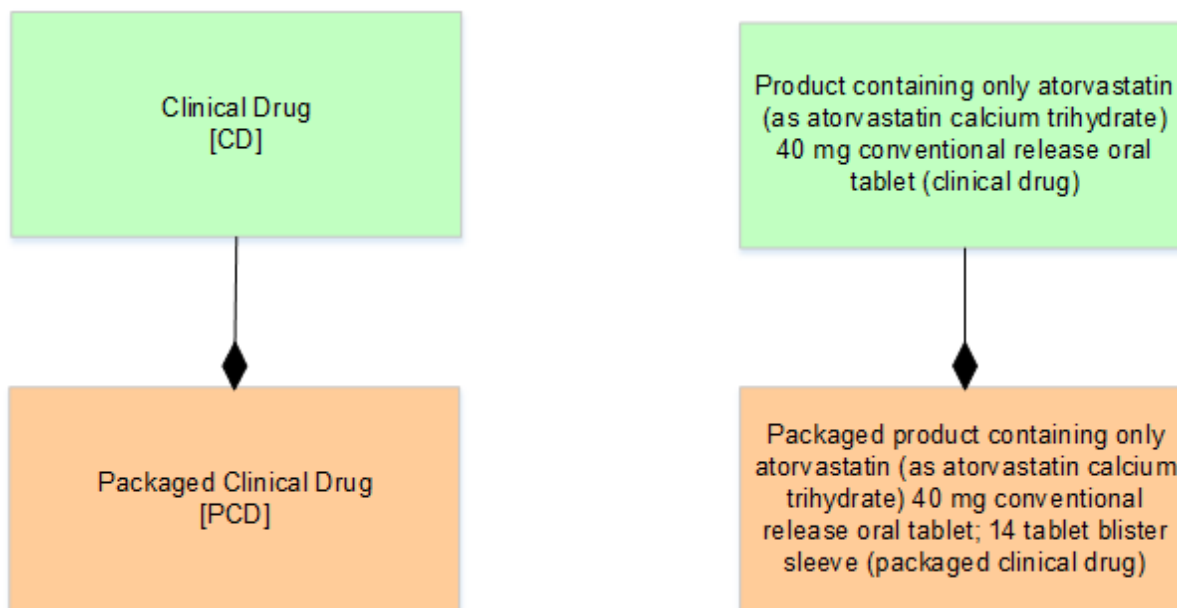 Clinical Drug
[CD]
Product containing only atorvastatin
(as atorvastatin calcium trihydrate)
40 mg conventional release oral
tablet (clinical drug)
Packaged Clinical Drug
[PCD]
Packaged product containing only
atorvastatin (as atorvastatin calcium
trihydrate) 40 mg conventional
release oral tablet; 14 tablet blister
sleeve (packaged clinical drug)